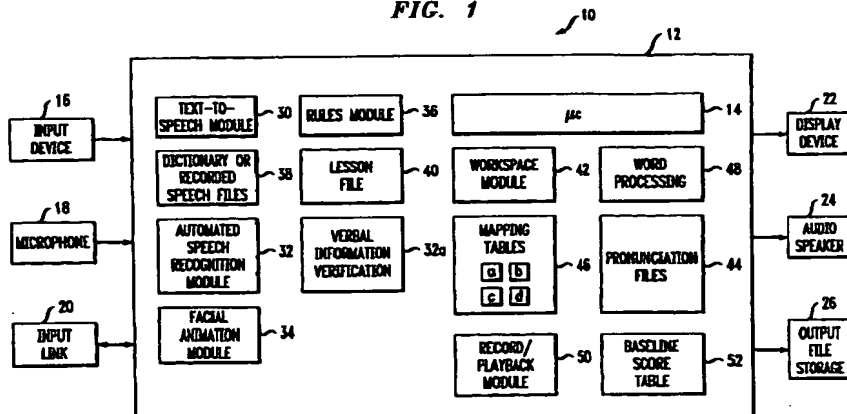 FIG. 1
10
12
16
INPUT
DEVICE
18
MICROPHONE
20
INPUT
LINK
TEXT-TO-
SPEECH MODULE
30
RULES MODULE
36
μc
14
DICTIONARY OR
RECORDED
SPEECH FILES
38
LESSON
FILE
40
WORKSPACE
MODULE
42
WORD
PROCESSING
48
AUTOMATED
SPEECH
RECOGNITION
MODULE
32
VERBAL
INFORMATION
VERIFICATION
32a
MAPPING
TABLES
a b
c d
46
PRONUNCIATION
FILES
44
FACIAL
ANIMATION
MODULE
34
RECORD/
PLAYBACK
MODULE
50
BASELINE
SCORE
TABLE
52
22
DISPLAY
DEVICE
24
AUDIO
SPEAKER
26
OUTPUT
FILE
STORAGE